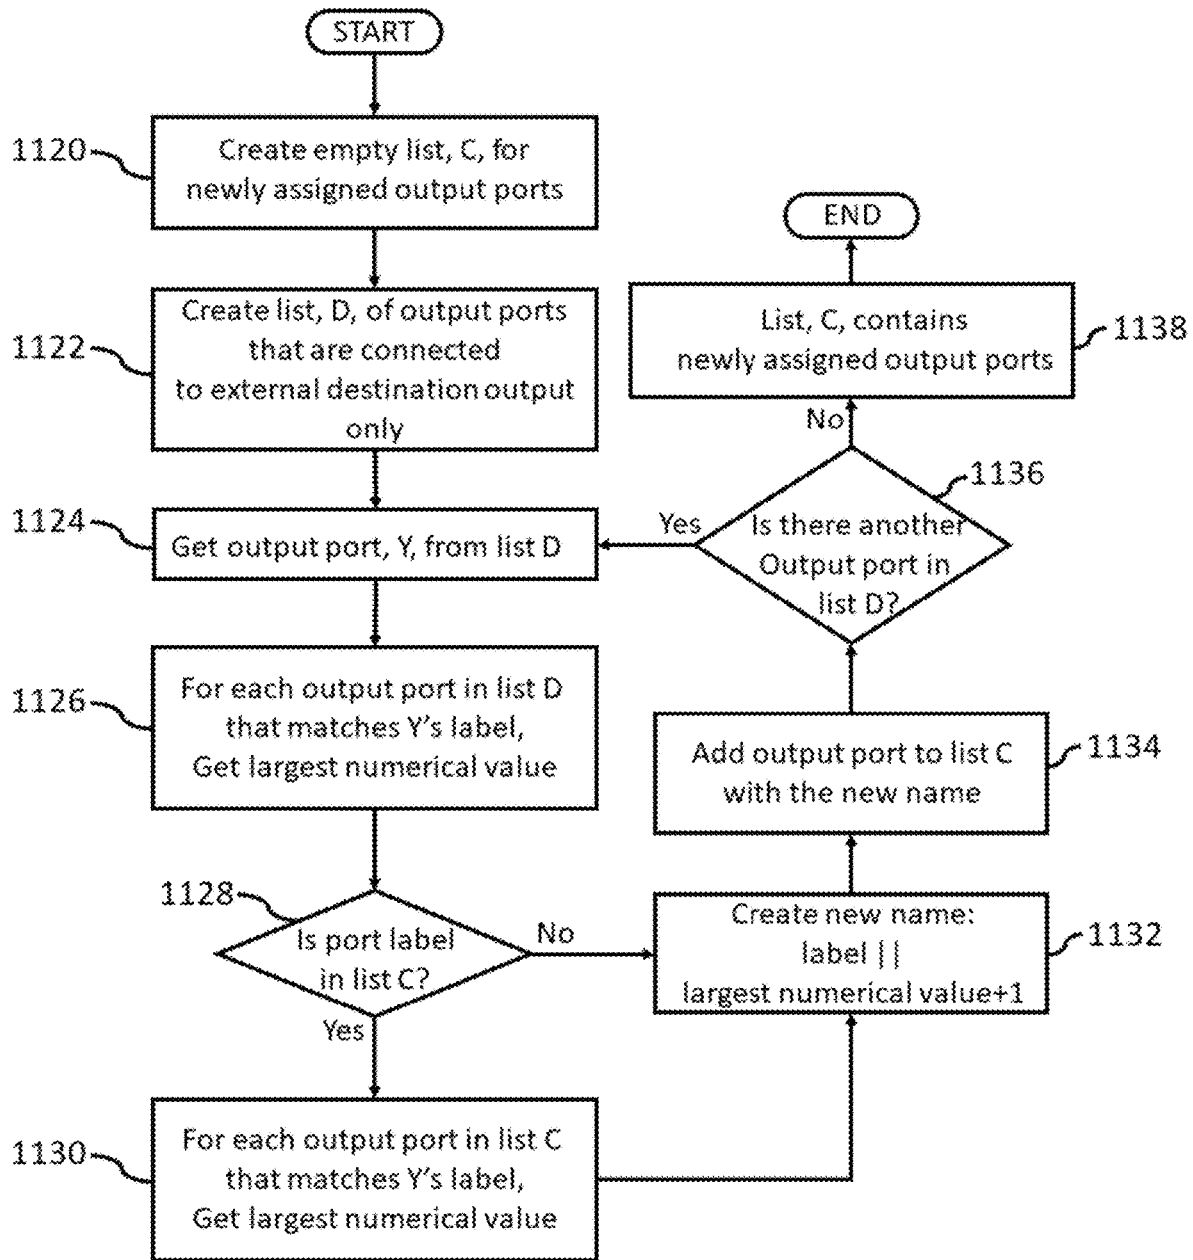 START
1120
Create empty list, C, for
newly assigned output ports
1122
Create list, D, of output ports
that are connected
to external destination output
only
1124
Get output port, Y, from list D
1126
For each output port in list D
that matches Y's label,
Get largest numerical value
1128
Is port label
in list C?
No
Yes
1130
For each output port in list C
that matches Y's label,
Get largest numerical value
1132
Create new name:
label ||
largest numerical value+1
1134
Add output port to list C
with the new name
1136
Is there another
Output port in
list D?
Yes
No
1138
List, C, contains
newly assigned output ports
END